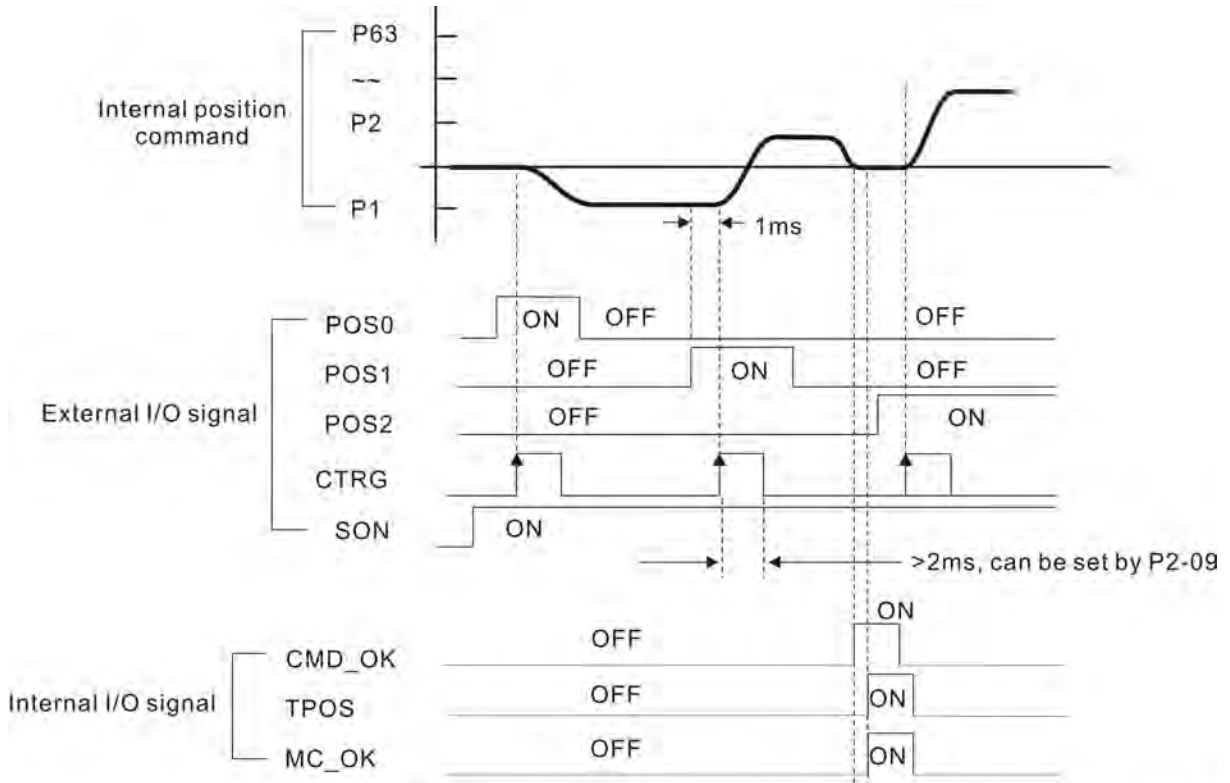 P63
~~
Internal position
command
P2
P1
1ms
POS0
ON
OFF
OFF
POS1
OFF
ON
OFF
External I/O signal
POS2
OFF
ON
CTRG
SON
ON
>2ms, can be set by P2-09
ON
CMD_OK
OFF
Internal I/O signal
TPOS
OFF
ON
MC_OK
OFF
ON